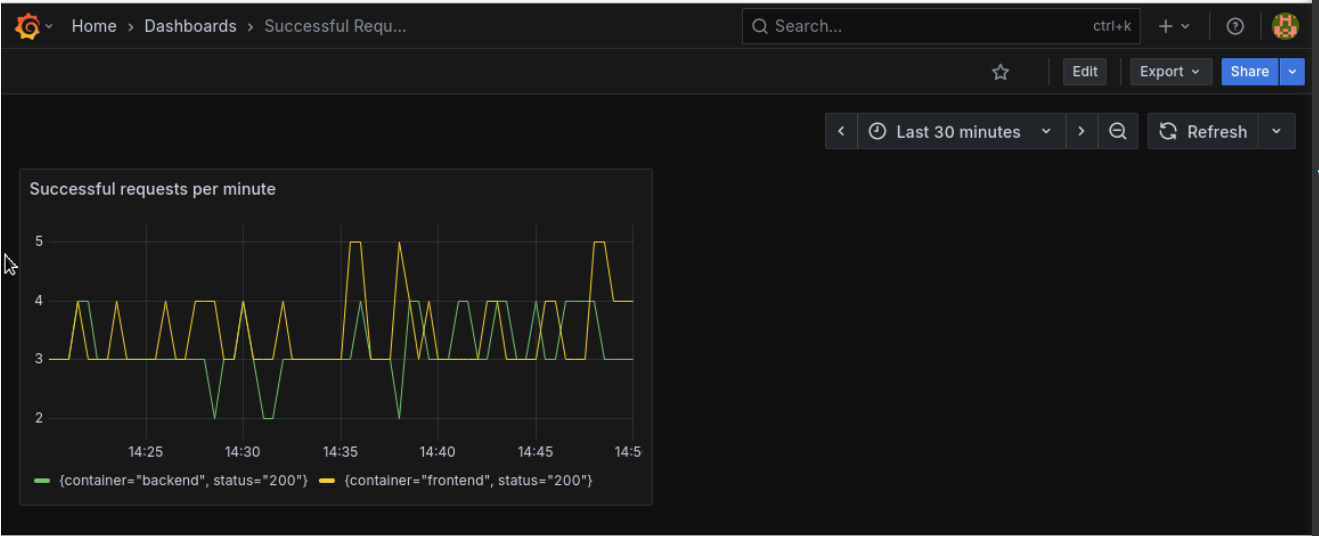 Home › Dashboards › Successful Requ...
Search...
ctrl+k
Edit
Export
Share
Last 30 minutes
Refresh
Successful requests per minute
5
4
3
2
14:25 14:30 14:35 14:40 14:45 14:5
{container="backend", status="200"} {container="frontend", status="200"}